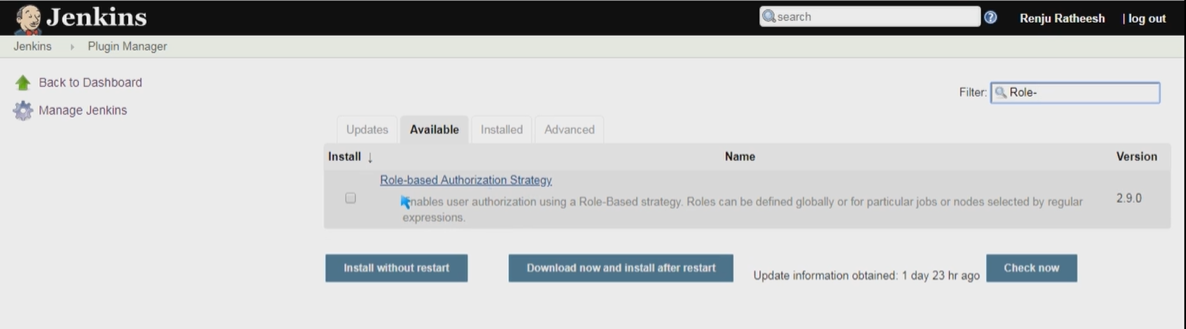 Jenkins
search
Renju Ratheesh | log out
Jenkins Plugin Manager
Back to Dashboard
Manage Jenkins
Filter: Role-
Updates Available Installed Advanced
Install ↓ Name Version
Role-based Authorization Strategy
nables user authorization using a Role-Based strategy. Roles can be defined globally or for particular jobs or nodes selected by regular
expressions.
2.9.0
Install without restart Download now and install after restart Update information obtained: 1 day 23 hr ago Check now